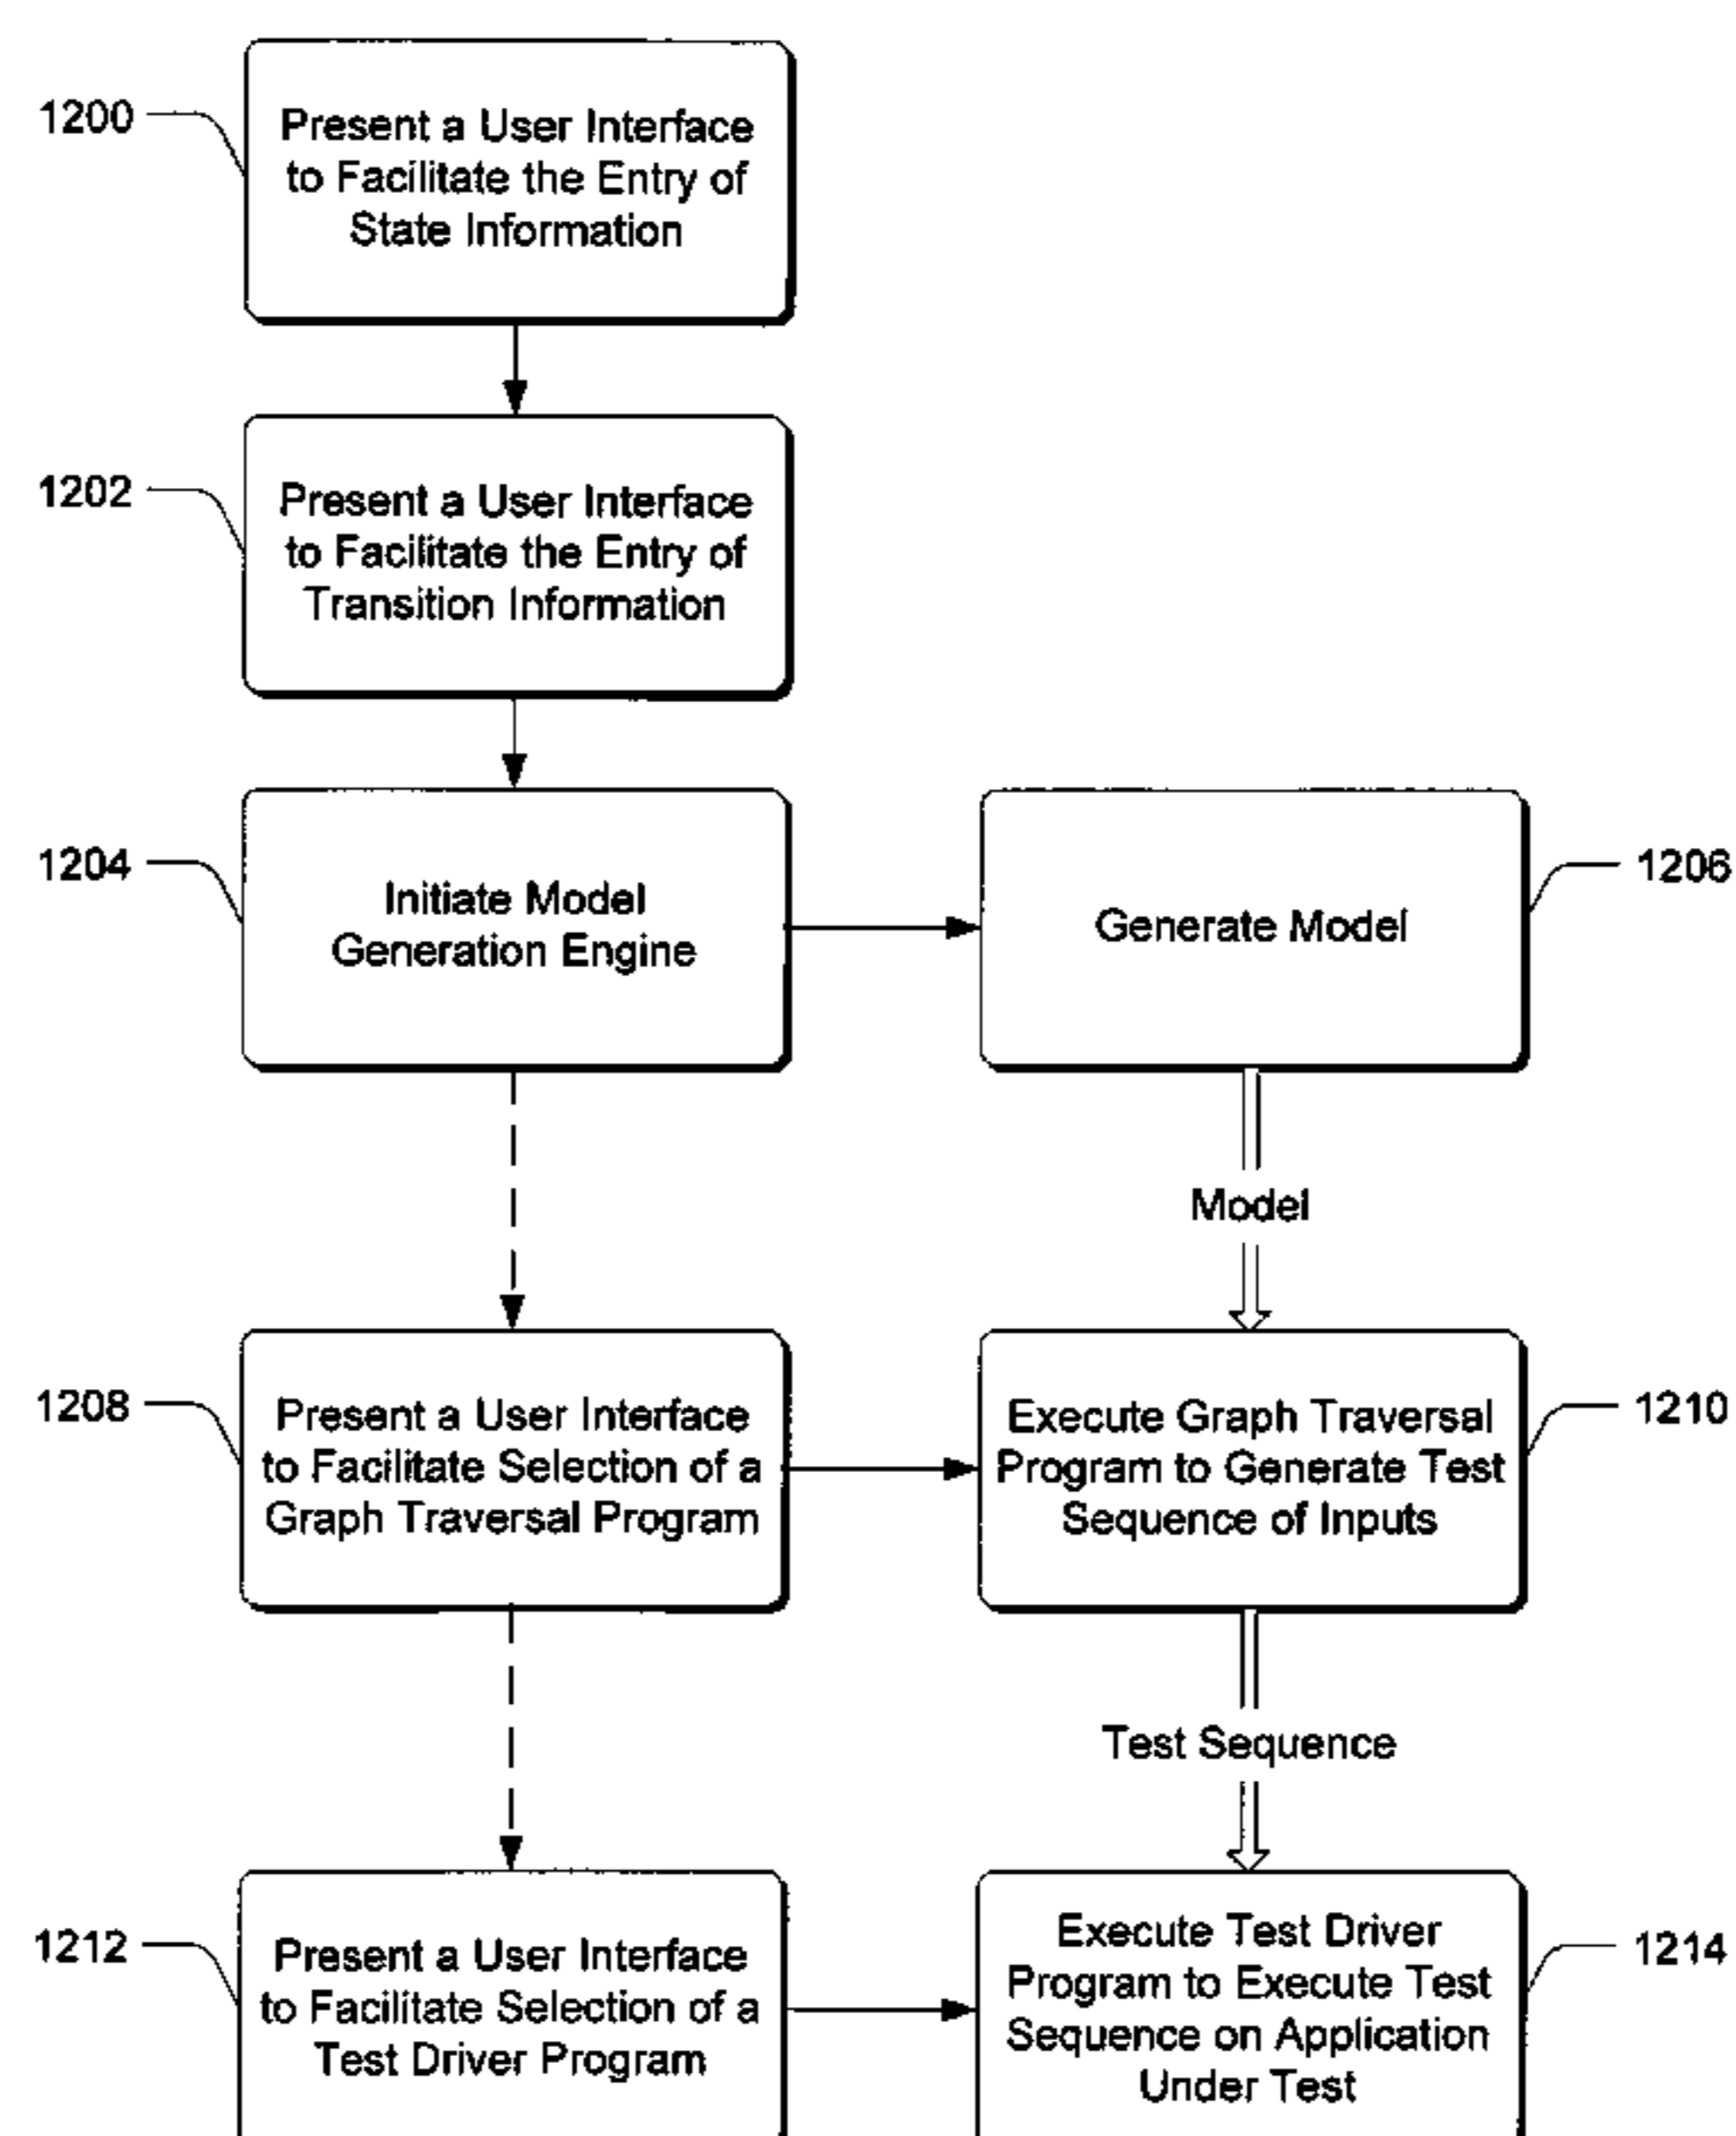 1200
Present a User Interface
to Facilitate the Entry of
State Information
1202
Present a User Interface
to Facilitate the Entry of
Transition Information
1204
Initiate Model
Generation Engine
Generate Model
1206
Model
1208
Present a User Interface
to Facilitate Selection of a
Graph Traversal Program
Execute Graph Traversal
Program to Generate Test
Sequence of Inputs
1210
Test Sequence
1212
Present a User Interface
to Facilitate Selection of a
Test Driver Program
Execute Test Driver
Program to Execute Test
Sequence on Application
Under Test
1214